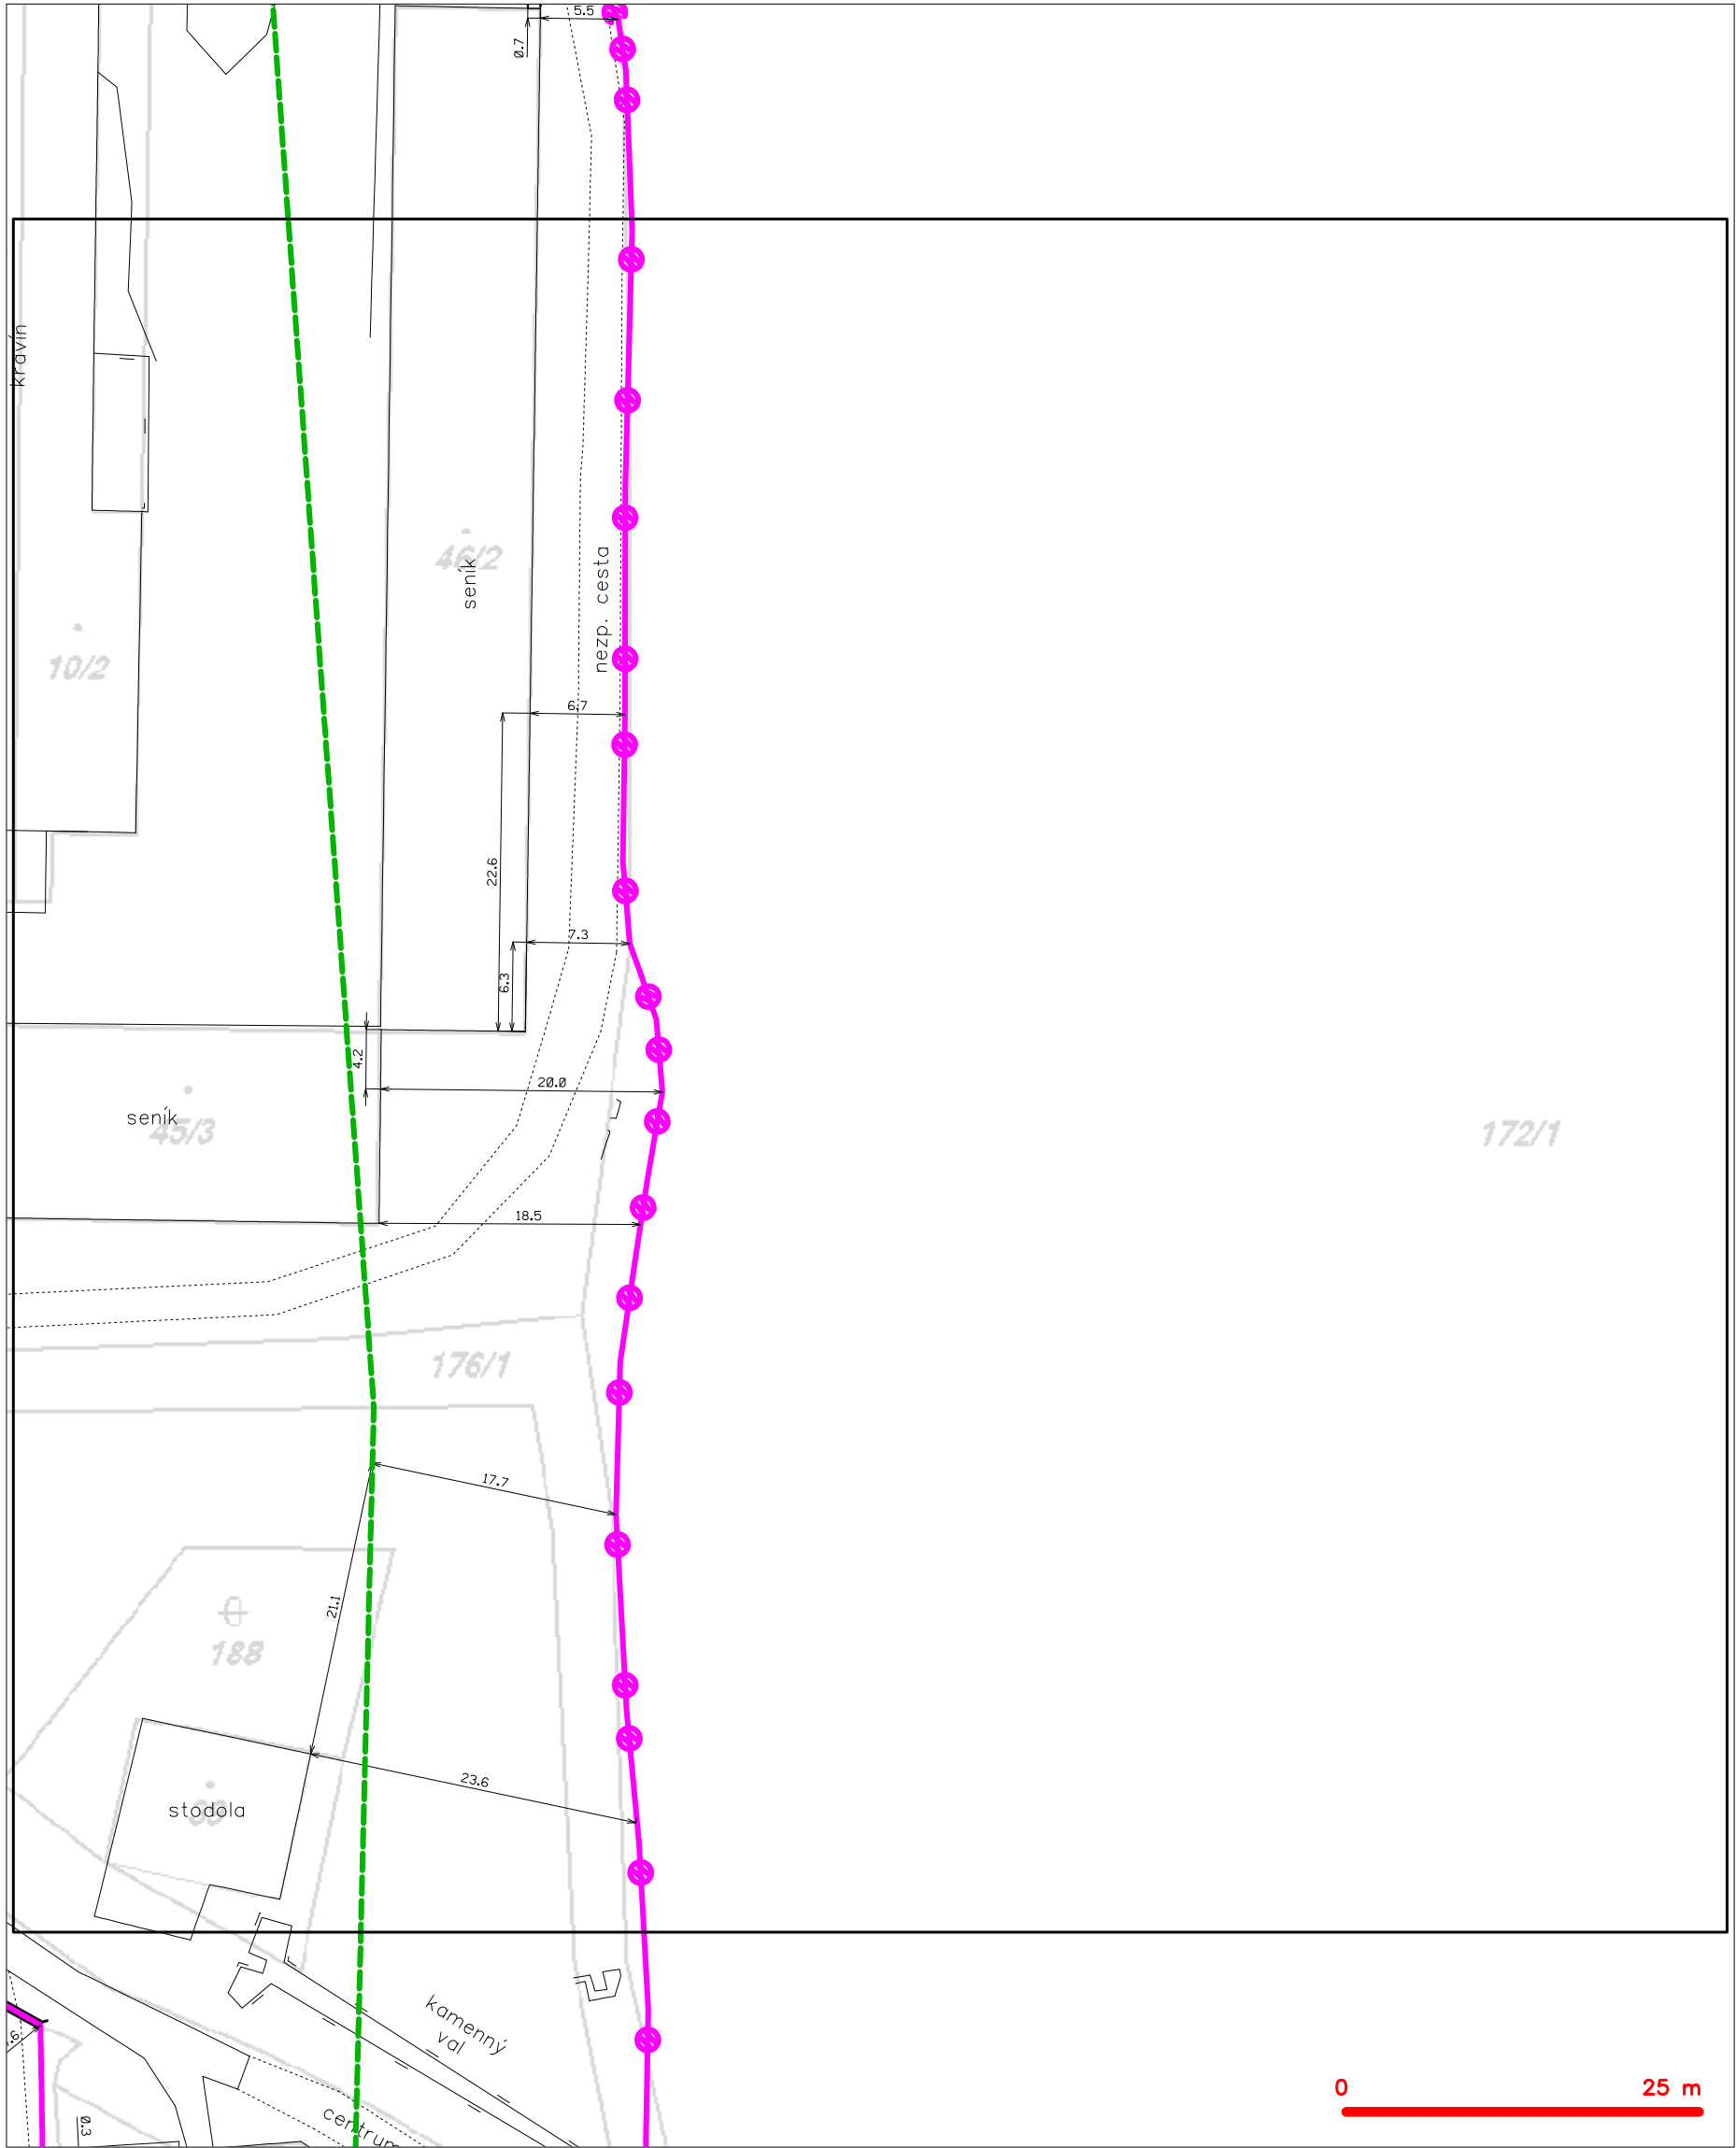 5.5
0.7
kravín
46/2
seník
nezp. cesta
10/2
6.7
22.6
7.3
6.3
4.2
20.0
seník
45/3
172/1
18.5
176/1
17.7
21.1
188
23.6
stodola
kamenný
val
0 25 m
centrum
0.3